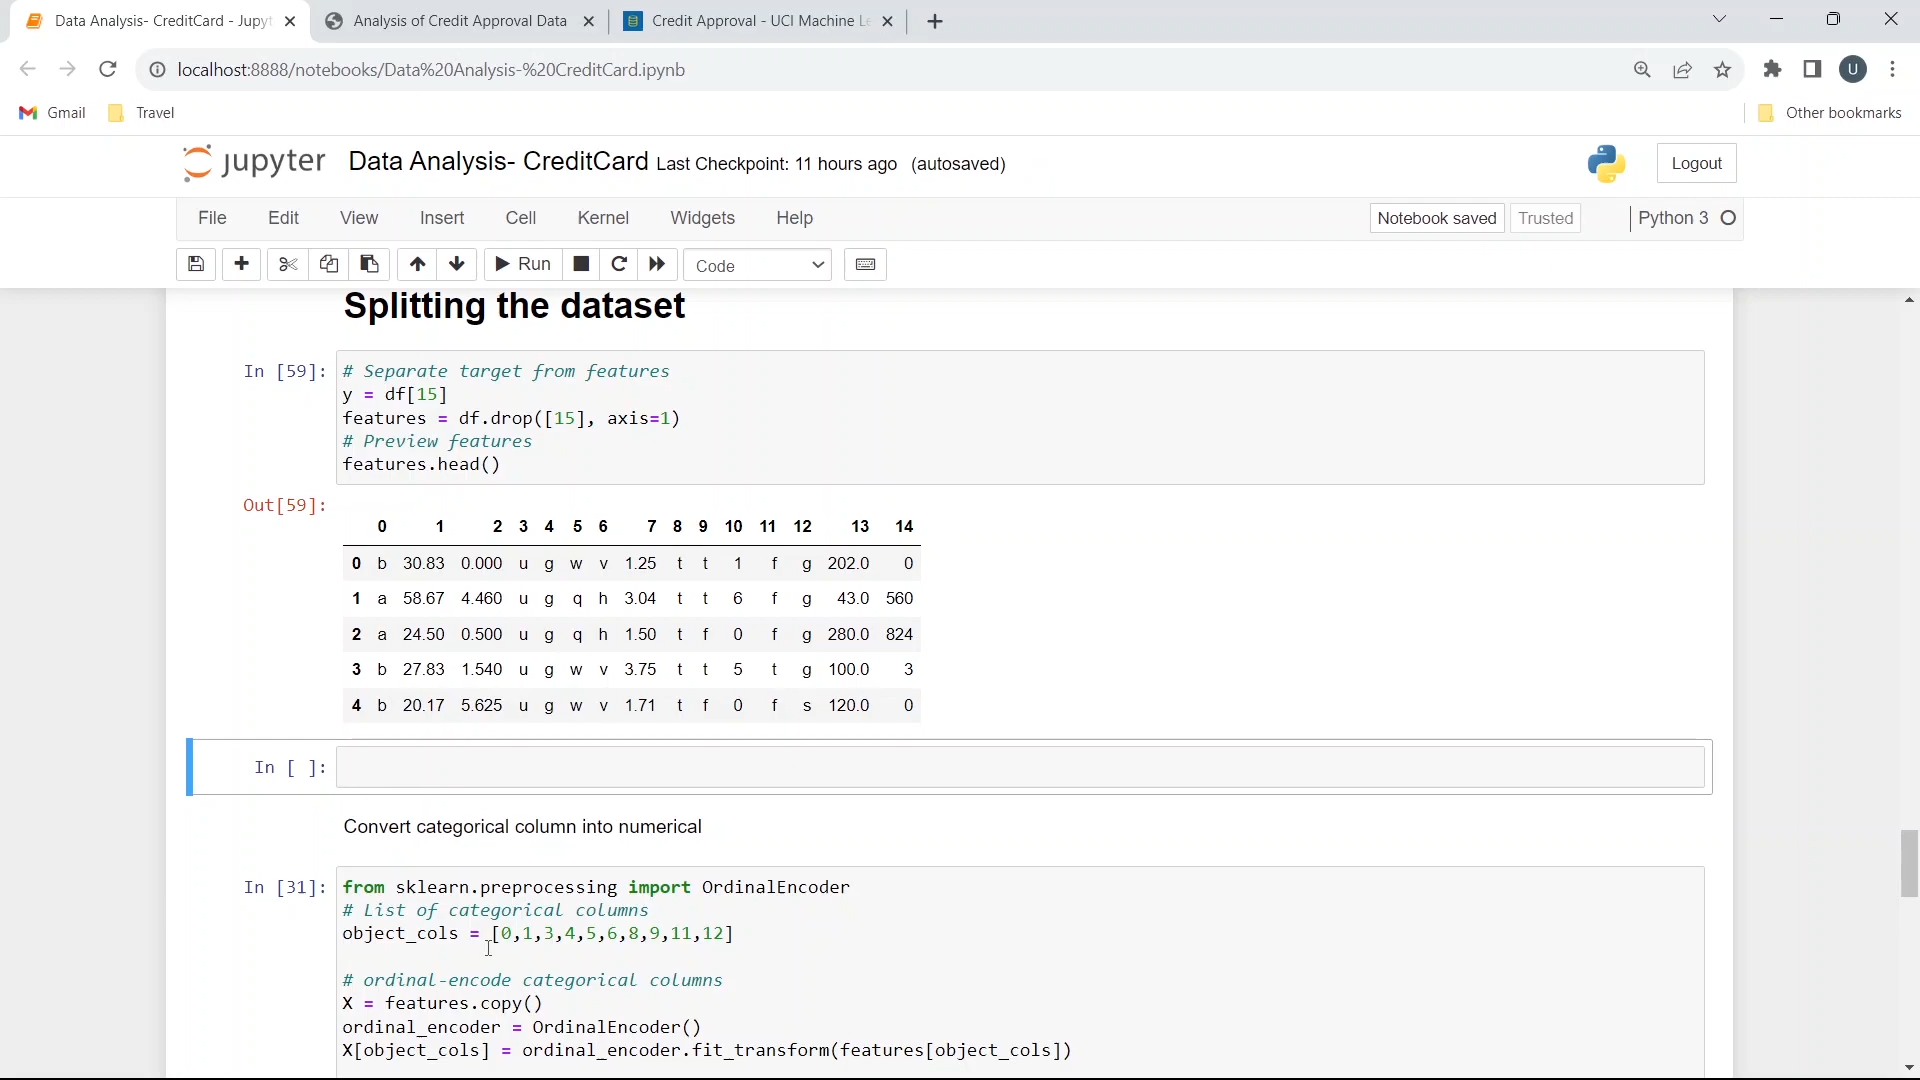 Data Analysis- CreditCard - Jupyt
Analysis of Credit Approval Data
Credit Approval - UCI Machine Le
localhost:8888/notebooks/Data%20Analysis-%20CreditCard.ipynb
U
Gmail
Travel
Other bookmarks
jupyter Data Analysis- CreditCard Last Checkpoint: 11 hours ago (autosaved)
Logout
File Edit View Insert Cell Kernel Widgets Help
Notebook saved Trusted Python 3
Run Code
Splitting the dataset
In [59]: # Separate target from features
y = df[15]
features = df.drop([15], axis=1)
# Preview features
features.head()
Out[59]:
0 1 2 3 4 5 6 7 8 9 10 11 12 13 14
0 b 30.83 0.000 u g w v 1.25 t t 1 f g 202.0 0
1 a 58.67 4.460 u g q h 3.04 t t 6 f g 43.0 560
2 a 24.50 0.500 u g q h 1.50 t f 0 f g 280.0 824
3 b 27.83 1.540 u g w v 3.75 t t 5 t g 100.0 3
4 b 20.17 5.625 u g w v 1.71 t f 0 f s 120.0 0
In [ ]:
Convert categorical column into numerical
In [31]: from sklearn.preprocessing import OrdinalEncoder
# List of categorical columns
object_cols = [0,1,3,4,5,6,8,9,11,12]
# ordinal-encode categorical columns
X = features.copy()
ordinal_encoder = OrdinalEncoder()
X[object_cols] = ordinal_encoder.fit_transform(features[object_cols])